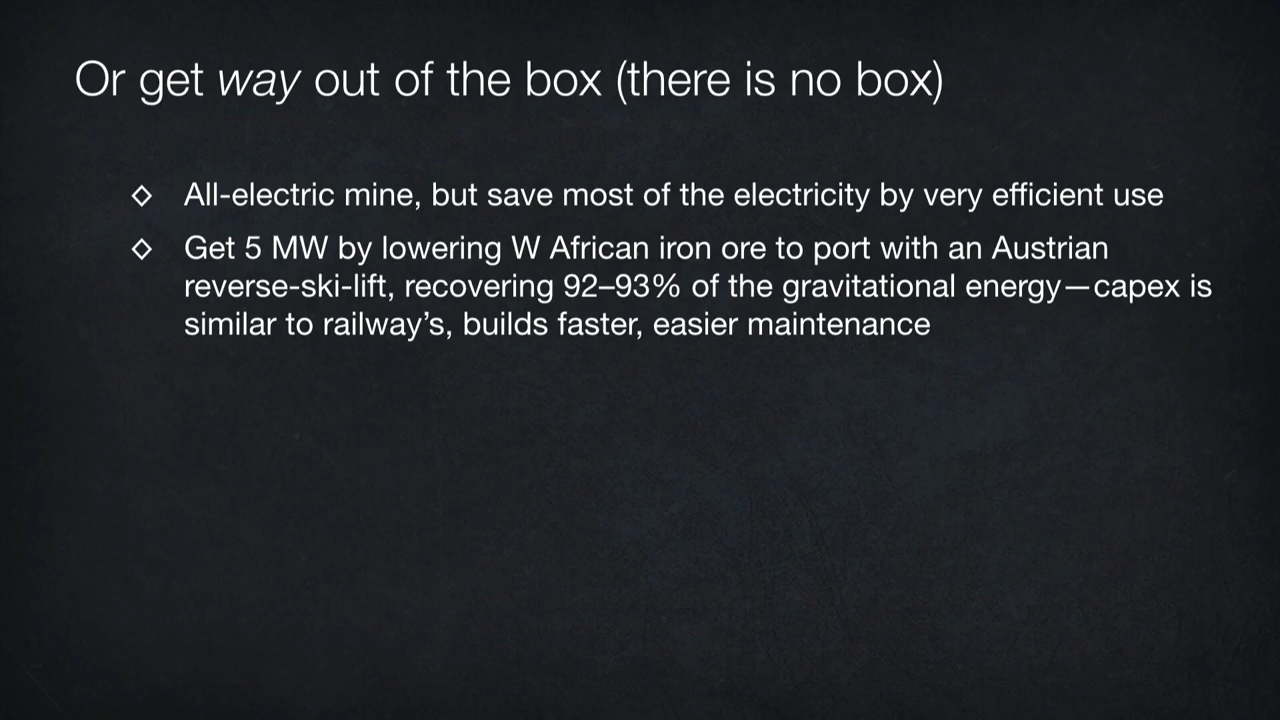 Or get way out of the box (there is no box)
◇ All-electric mine, but save most of the electricity by very efficient use
◇ Get 5 MW by lowering W African iron ore to port with an Austrian
reverse-ski-lift, recovering 92–93% of the gravitational energy—capex is
similar to railway’s, builds faster, easier maintenance